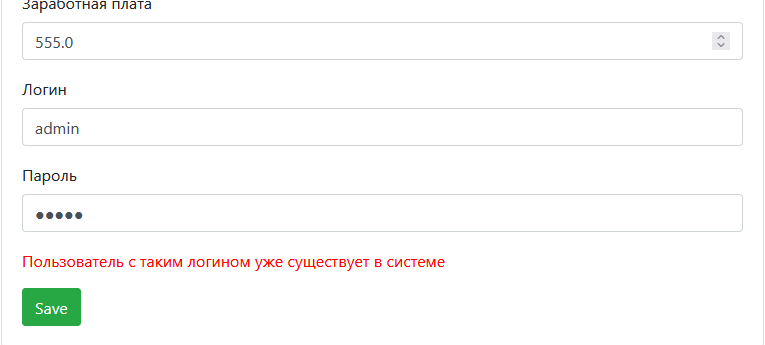 Заработная плата
555.0
Логин
admin
Пароль
●●●●●
Пользователь с таким логином уже существует в системе
Save